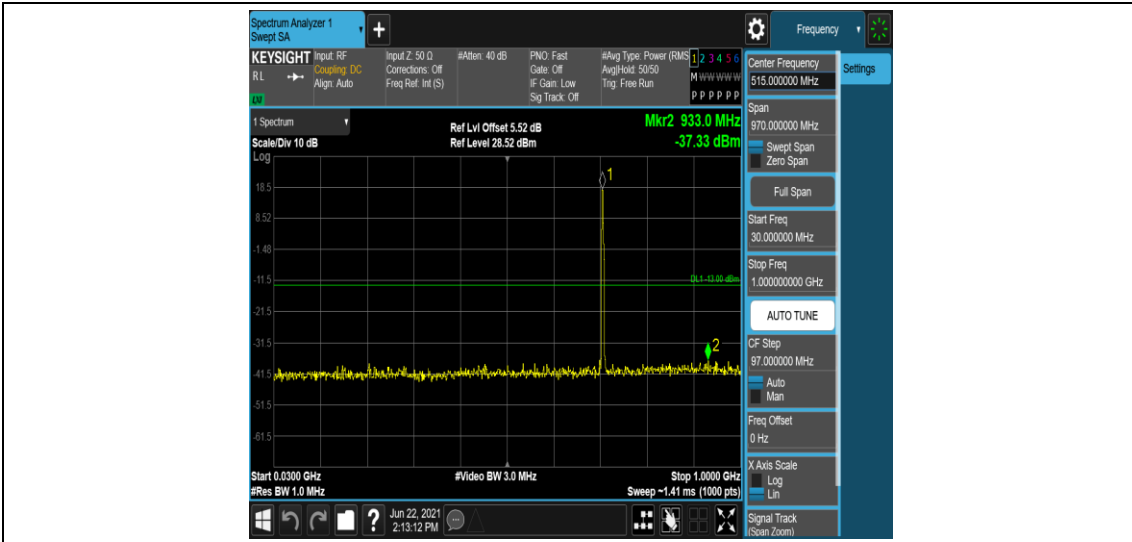 Spectrum Analyzer 1
Swept SA
Frequency
KEYSIGHT
RL
Input: RF
Coupling: DC
Align: Auto
Input Z: 50 Ω
Corrections: Off
Freq Ref: Int (S)
#Atten: 40 dB
PNO: Fast
Gate: Off
IF Gain: Low
Sig Track: Off
#Avg Type: Power (RMS
Avg|Hold: 50/50
Trig: Free Run
1 2 3 4 5 6
M W W W W W
P P P P P P
1 Spectrum
Scale/Div 10 dB
Log
Ref Lvl Offset 5.52 dB
Ref Level 28.52 dBm
Mkr2 933.0 MHz
-37.33 dBm
1
18.5
8.52
-1.48
-11.5
DL1 -13.00 dBm
-21.5
-31.5
2
-41.5
-51.5
-61.5
Start 0.0300 GHz
#Res BW 1.0 MHz
#Video BW 3.0 MHz
Stop 1.0000 GHz
Sweep ~1.41 ms (1000 pts)
?
Jun 22, 2021
2:13:12 PM
Center Frequency
515.000000 MHz
Settings
Span
970.000000 MHz
Swept Span
Zero Span
Full Span
Start Freq
30.000000 MHz
Stop Freq
1.000000000 GHz
AUTO TUNE
CF Step
97.000000 MHz
Auto
Man
Freq Offset
0 Hz
X Axis Scale
Log
Lin
Signal Track
(Span Zoom)